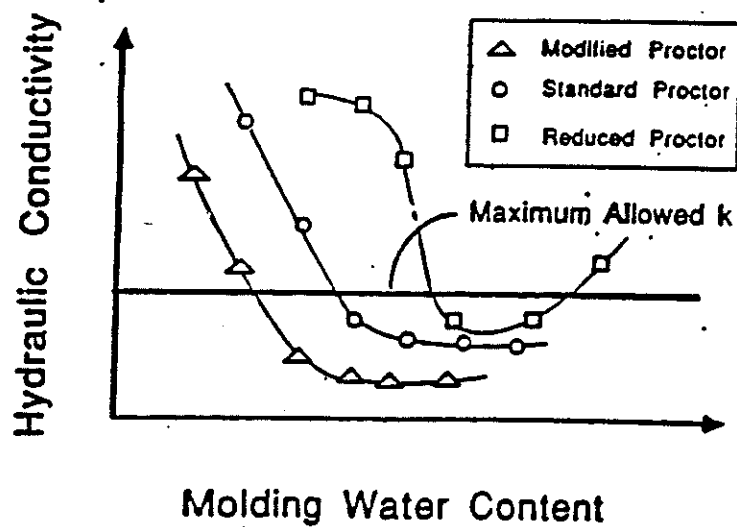 Modified Proctor
Standard Proctor
Reduced Proctor
Maximum Allowed k
Hydraulic Conductivity
Molding Water Content